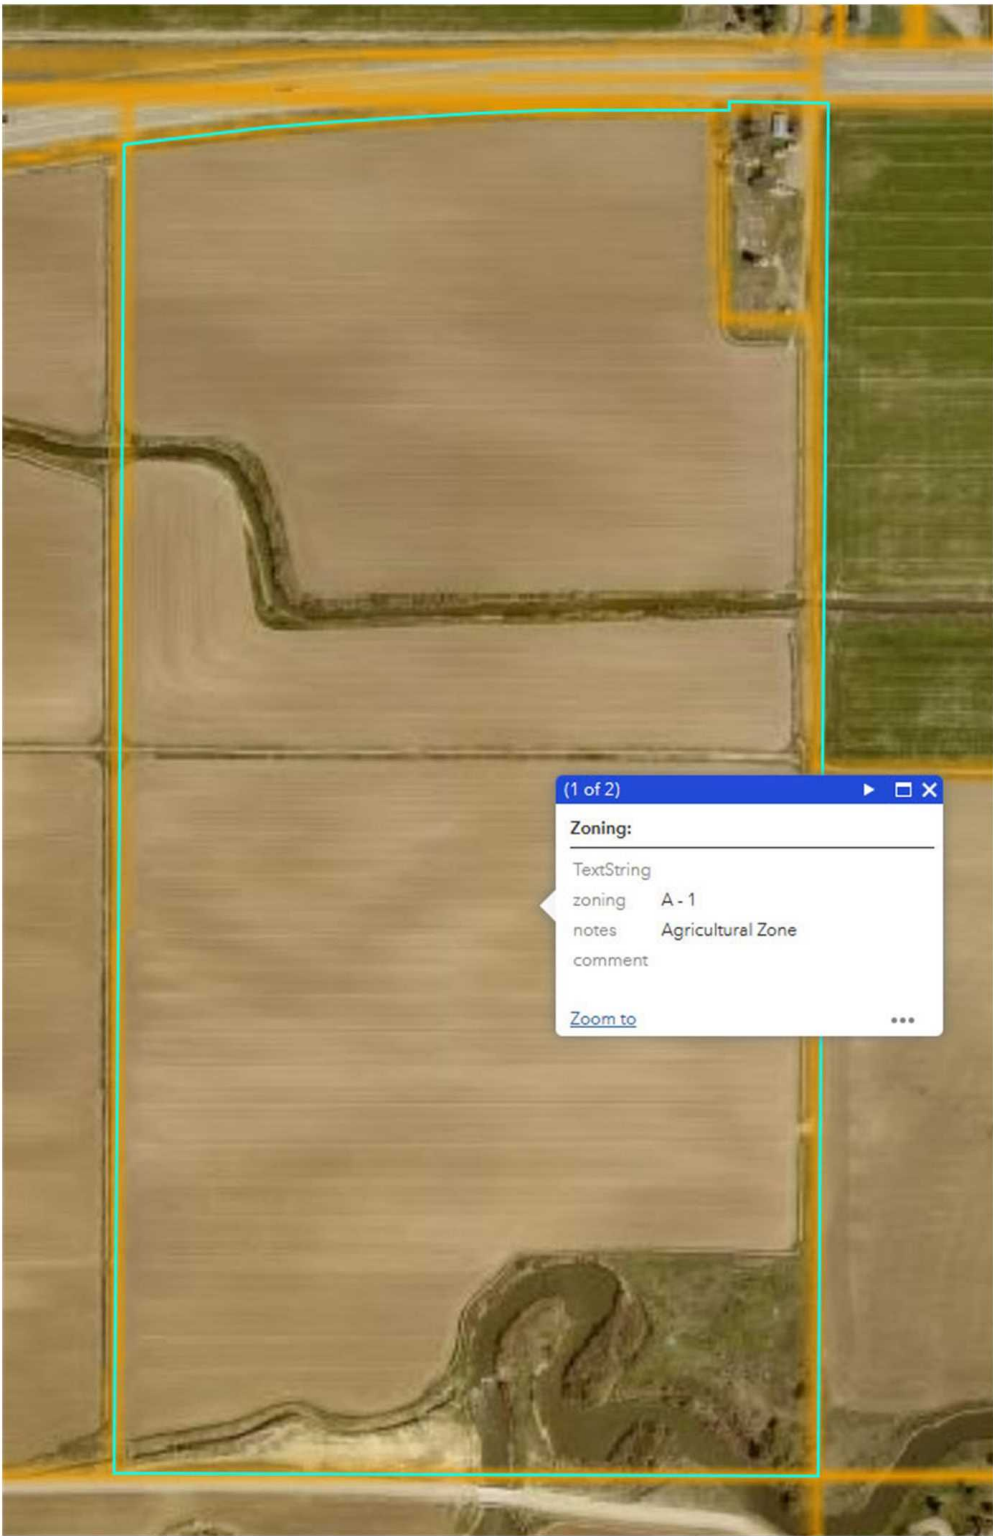 (1 of 2)
Zoning:
TextString
zoning A - 1
notes Agricultural Zone
comment
Zoom to